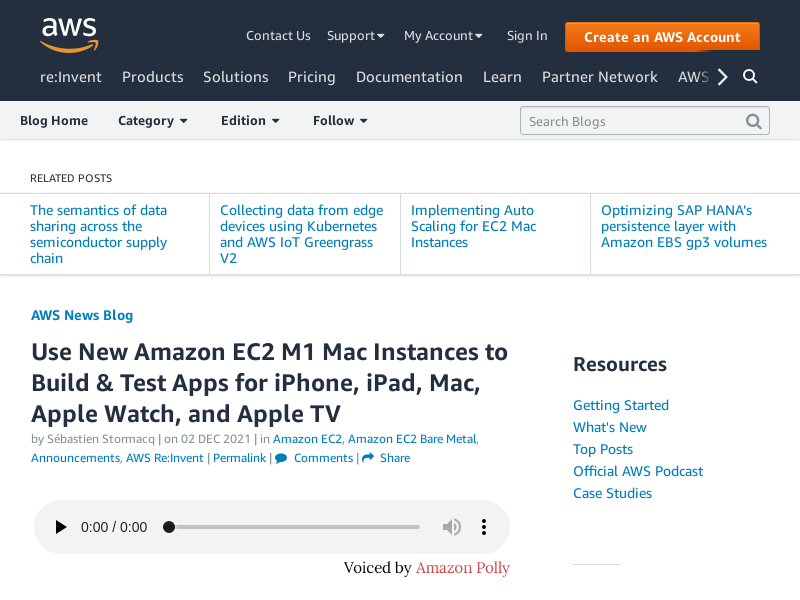 aws
Contact Us Support My Account Sign In Create an AWS Account
re:Invent Products Solutions Pricing Documentation Learn Partner Network AWS
Blog Home Category Edition Follow Search Blogs
RELATED POSTS
The semantics of data
sharing across the
semiconductor supply
chain
Collecting data from edge
devices using Kubernetes
and AWS IoT Greengrass
V2
Implementing Auto
Scaling for EC2 Mac
Instances
Optimizing SAP HANA's
persistence layer with
Amazon EBS gp3 volumes
AWS News Blog
Use New Amazon EC2 M1 Mac Instances to
Build & Test Apps for iPhone, iPad, Mac,
Apple Watch, and Apple TV
by Sébastien Stormacq | on 02 DEC 2021 | in Amazon EC2, Amazon EC2 Bare Metal,
Announcements, AWS Re:Invent | Permalink | Comments | Share
0:00 / 0:00
Voiced by Amazon Polly
Resources
Getting Started
What's New
Top Posts
Official AWS Podcast
Case Studies